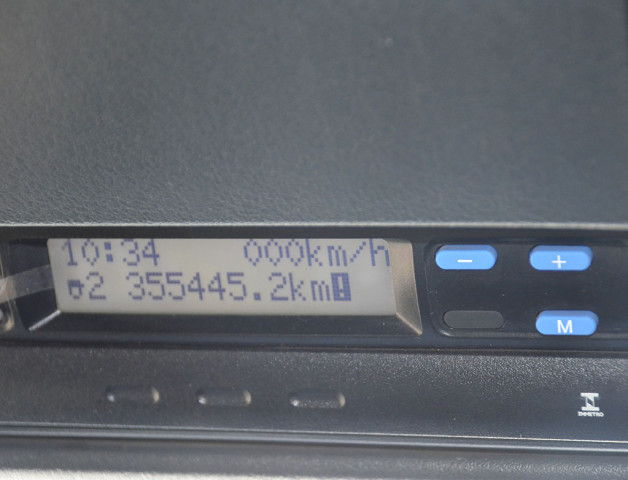 10:34 000km/h
2 355445.2km!
− +
M
INMETRO